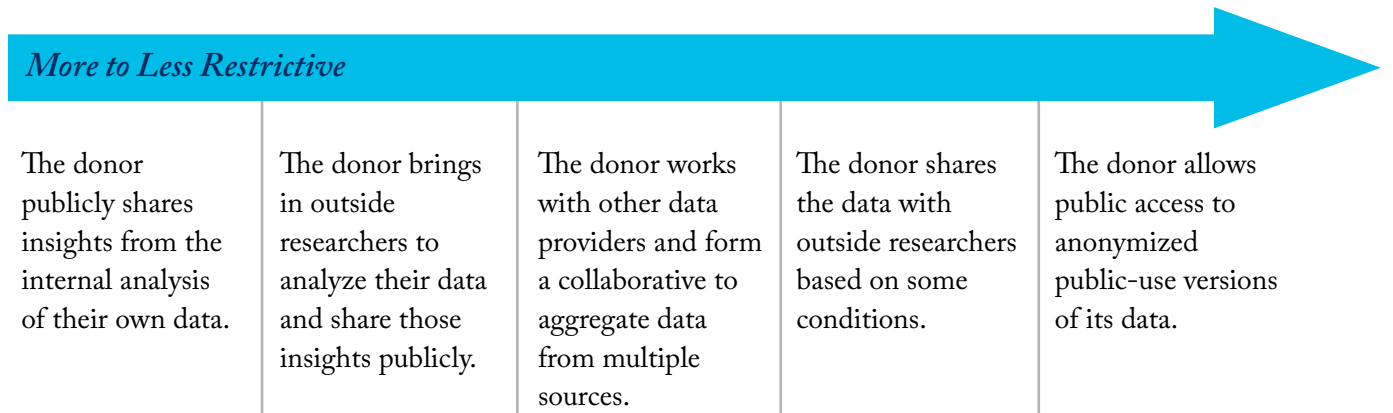 More to Less Restrictive
The donor
publicly shares
insights from the
internal analysis
of their own data.
The donor brings
in outside
researchers to
analyze their data
and share those
insights publicly.
The donor works
with other data
providers and form
a collaborative to
aggregate data
from multiple
sources.
The donor shares
the data with
outside researchers
based on some
conditions.
The donor allows
public access to
anonymized
public-use versions
of its data.